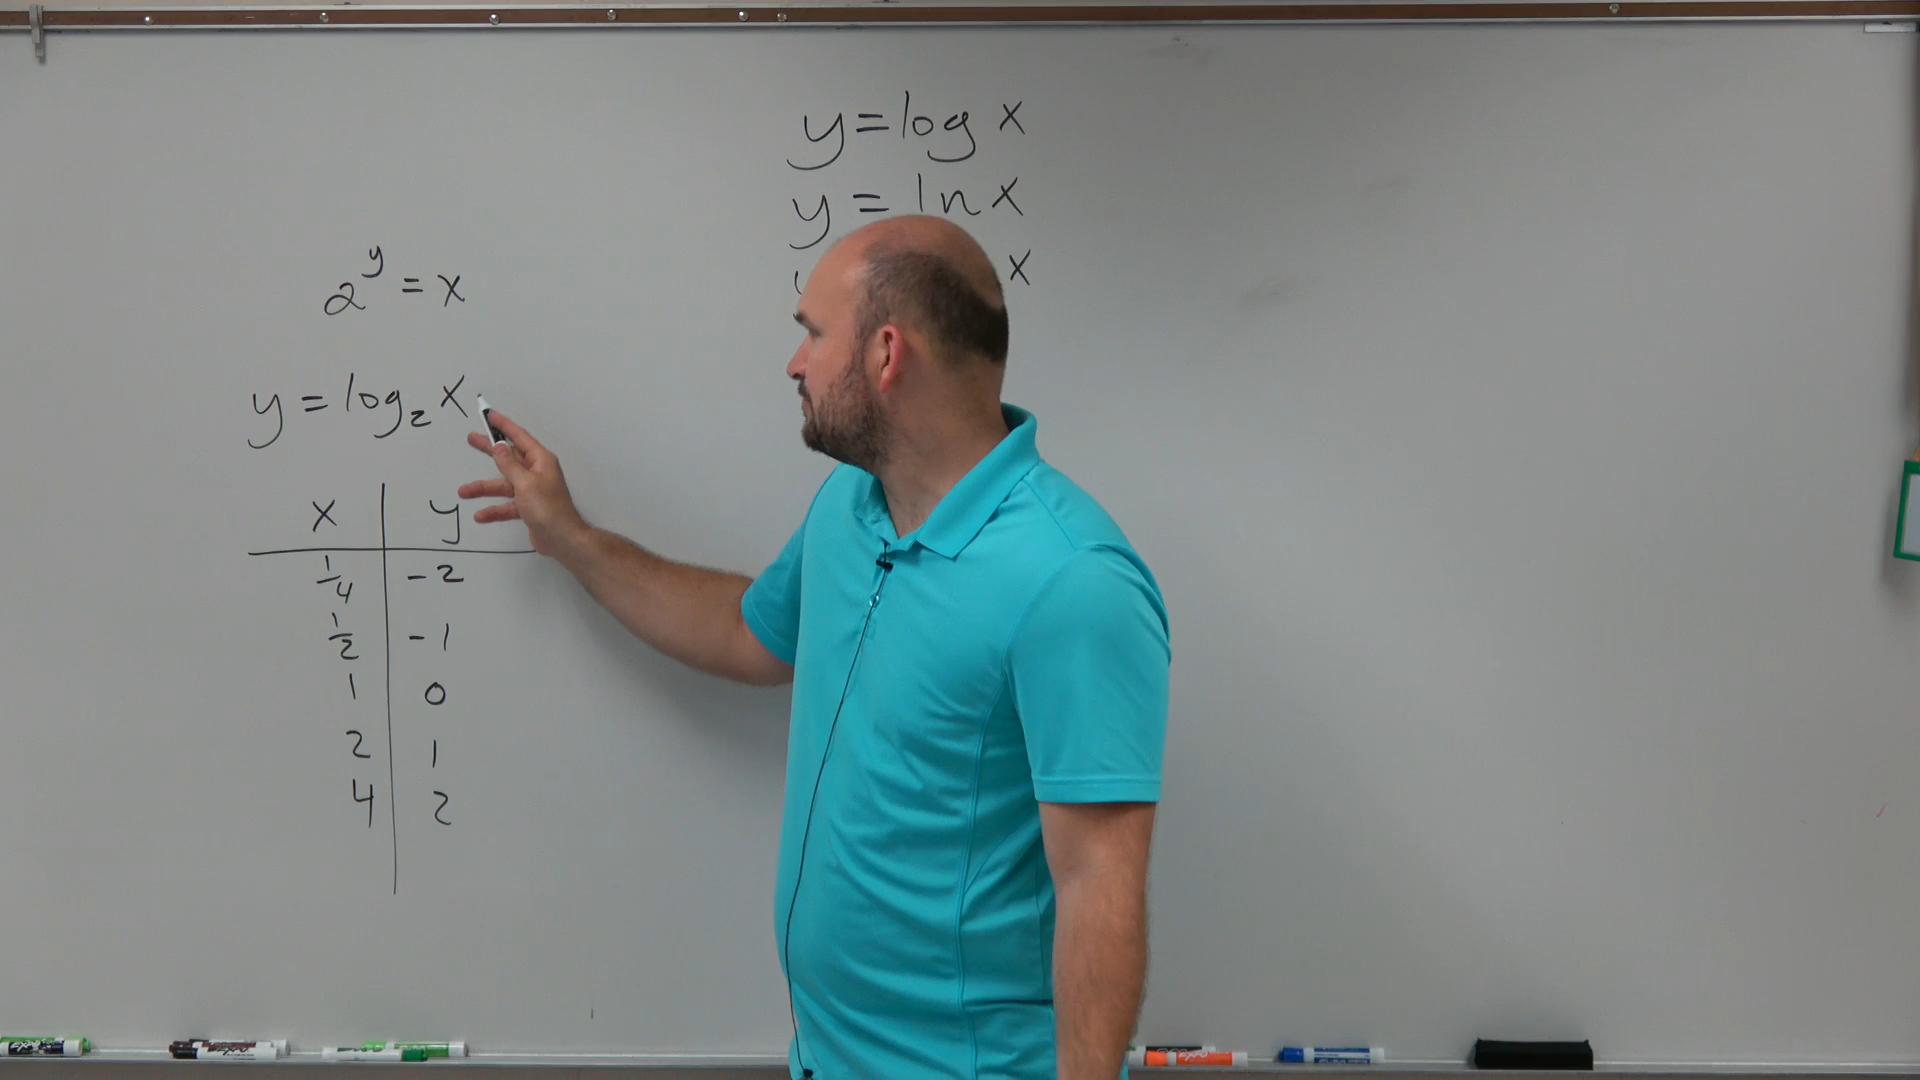 y = log x
y = ln x
x
2^y = x
y = log₂ x
x | y
1/4 | -2
1/2 | -1
1 | 0
2 | 1
4 | 2